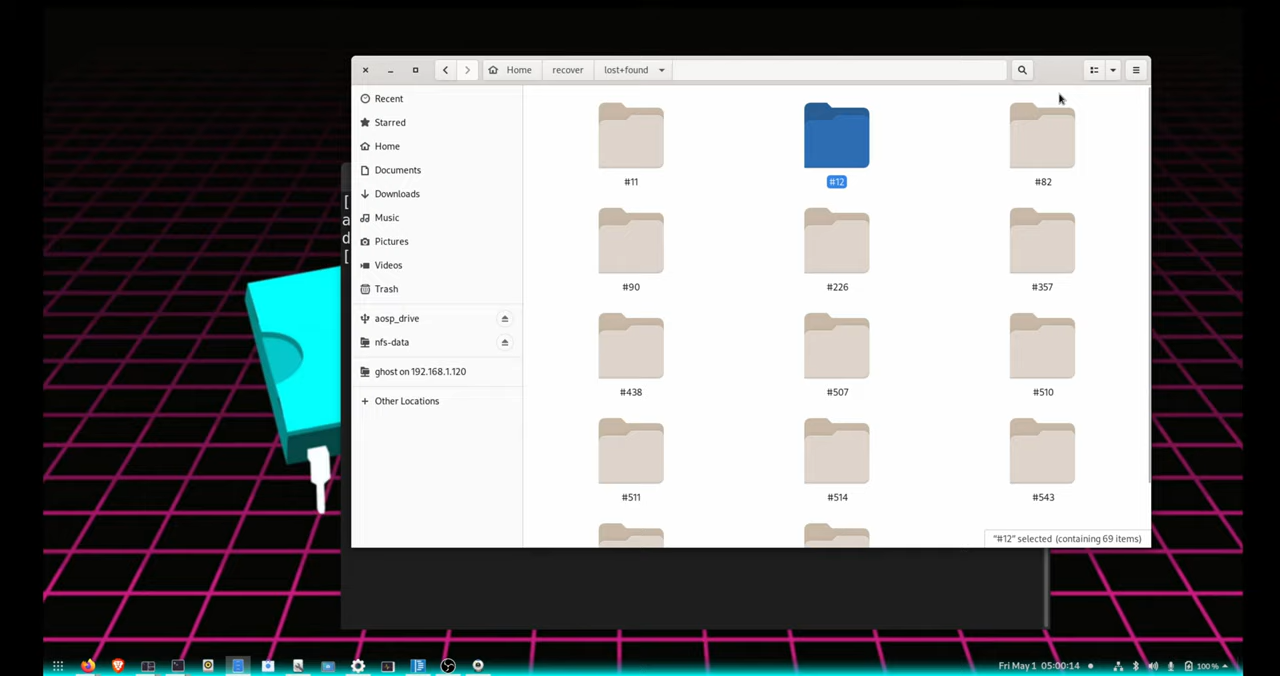 Home
recover
lost+found
Recent
Starred
Home
Documents
Downloads
Music
Pictures
Videos
Trash
aosp_drive
nfs-data
ghost on 192.168.1.120
Other Locations
#11
#12
#82
#90
#226
#357
#438
#507
#510
#511
#514
#543
"#12" selected (containing 69 items)
[
a
d
[
Fri May 1 05:00:14
100 %